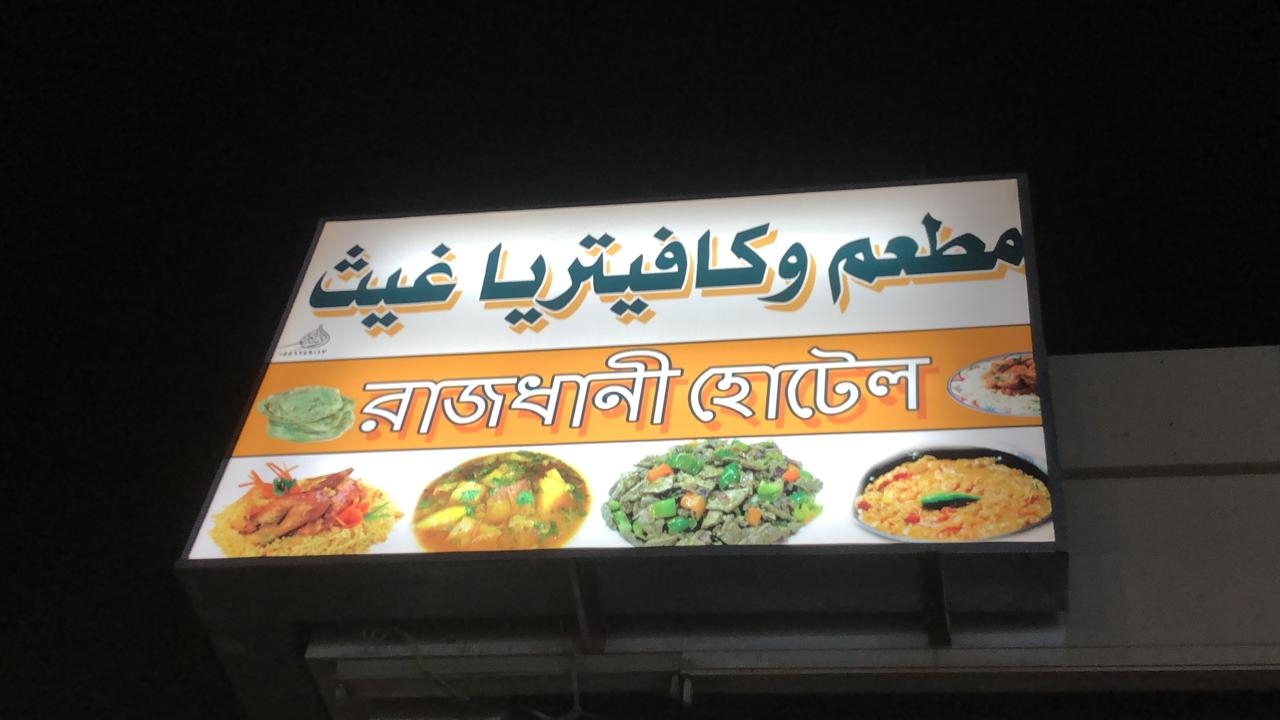 مطعم وكافيتريا غيث
রাজধানী হোটেল